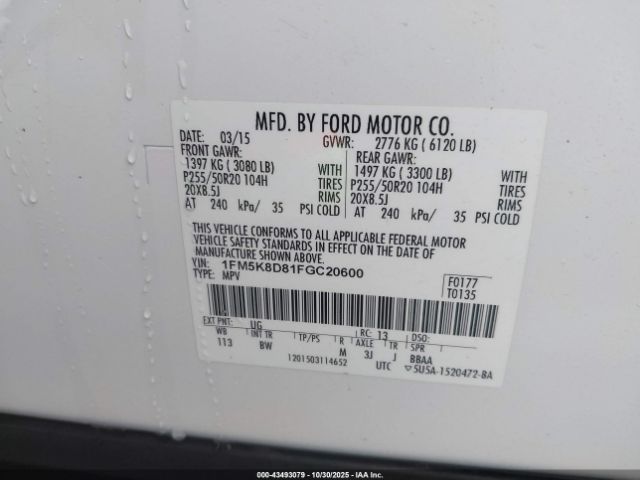 MFD. BY FORD MOTOR CO.
DATE: 03/15 GVWR: 2776 KG ( 6120 LB)
FRONT GAWR: REAR GAWR:
1397 KG ( 3080 LB) WITH 1497 KG ( 3300 LB) WITH
P255/50R20 104H TIRES P255/50R20 104H TIRES
20X8.5J RIMS 20X8.5J RIMS
AT 240 kPa/ 35 PSI COLD AT 240 kPa/ 35 PSI COLD
THIS VEHICLE CONFORMS TO ALL APPLICABLE FEDERAL MOTOR
VEHICLE SAFETY STANDARDS IN EFFECT ON THE DATE OF
MANUFACTURE SHOWN ABOVE.
VIN: 1FM5K8D81FGC20600
TYPE: MPV
F0177
T0135
EXT PNT: UG RC: 13 DSO:
WB INT TR TP/PS R AXLE TR SPR
113 BW M 3J J BBAA
1201503114652 UTC 5U5A-1520472-BA
000-43493079 - 10/30/2025 - IAAI, Inc.